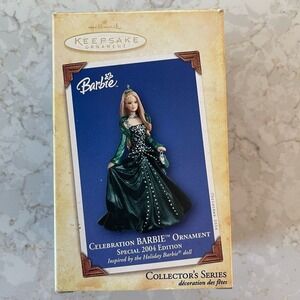 Hallmark
KEEPSAKE
ORNAMENT
Barbie
CELEBRATION BARBIE™ ORNAMENT
SPECIAL 2004 EDITION
Inspired by the Holiday Barbie® doll
COLLECTOR'S SERIES
décoration des fêtes